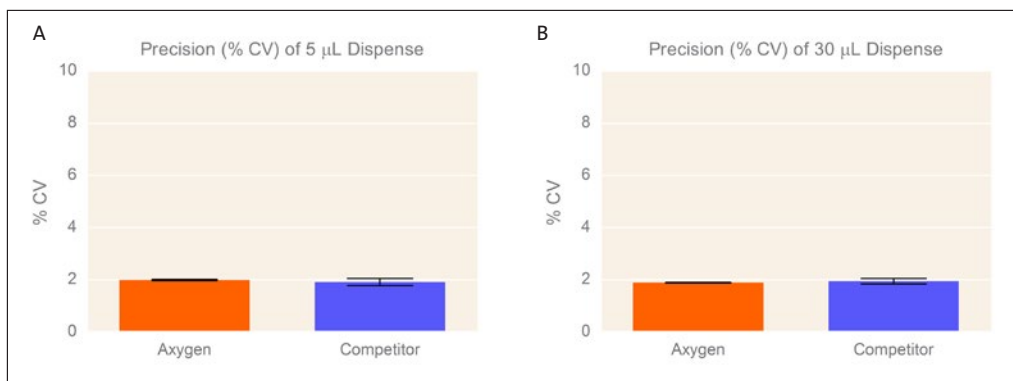 A
Precision (% CV) of 5 μL Dispense
10
8
6
4
2
0
% CV
Axygen
Competitor
B
Precision (% CV) of 30 μL Dispense
10
8
6
4
2
0
% CV
Axygen
Competitor